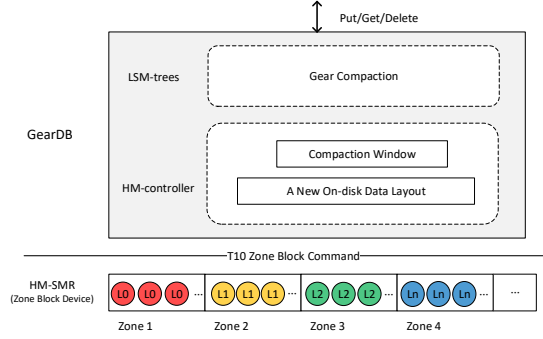 Put/Get/Delete
LSM-trees
Gear Compaction
GearDB
Compaction Window
HM-controller
A New On-disk Data Layout
T10 Zone Block Command
HM-SMR
(Zone Block Device)
L0 L0 L0 ... L1 L1 L1 ... L2 L2 L2 ... Ln Ln Ln ... ...
Zone 1 Zone 2 Zone 3 Zone 4